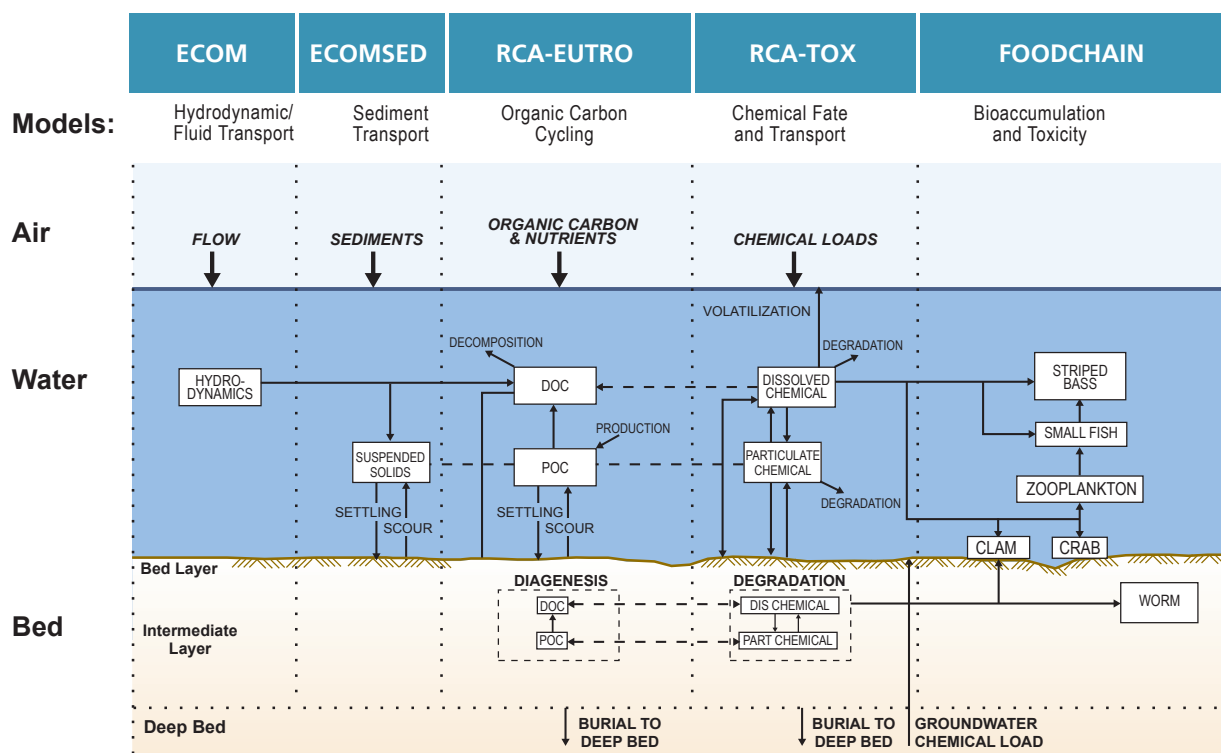 ECOM
ECOMSED
RCA-EUTRO
RCA-TOX
FOODCHAIN
Models:
Hydrodynamic/
Fluid Transport
Sediment
Transport
Organic Carbon
Cycling
Chemical Fate
and Transport
Bioaccumulation
and Toxicity
Air
FLOW
SEDIMENTS
ORGANIC CARBON
& NUTRIENTS
CHEMICAL LOADS
Water
VOLATILIZATION
DECOMPOSITION
DEGRADATION
HYDRO-
DYNAMICS
DOC
DISSOLVED
CHEMICAL
STRIPED
BASS
PRODUCTION
SMALL FISH
SUSPENDED
SOLIDS
POC
PARTICULATE
CHEMICAL
ZOOPLANKTON
DEGRADATION
SETTLING
SCOUR
SETTLING
SCOUR
CLAM
CRAB
Bed Layer
Bed
DIAGENESIS
DEGRADATION
DOC
DIS CHEMICAL
WORM
Intermediate
Layer
POC
PART CHEMICAL
Deep Bed
BURIAL TO
DEEP BED
BURIAL TO
DEEP BED
GROUNDWATER
CHEMICAL LOAD